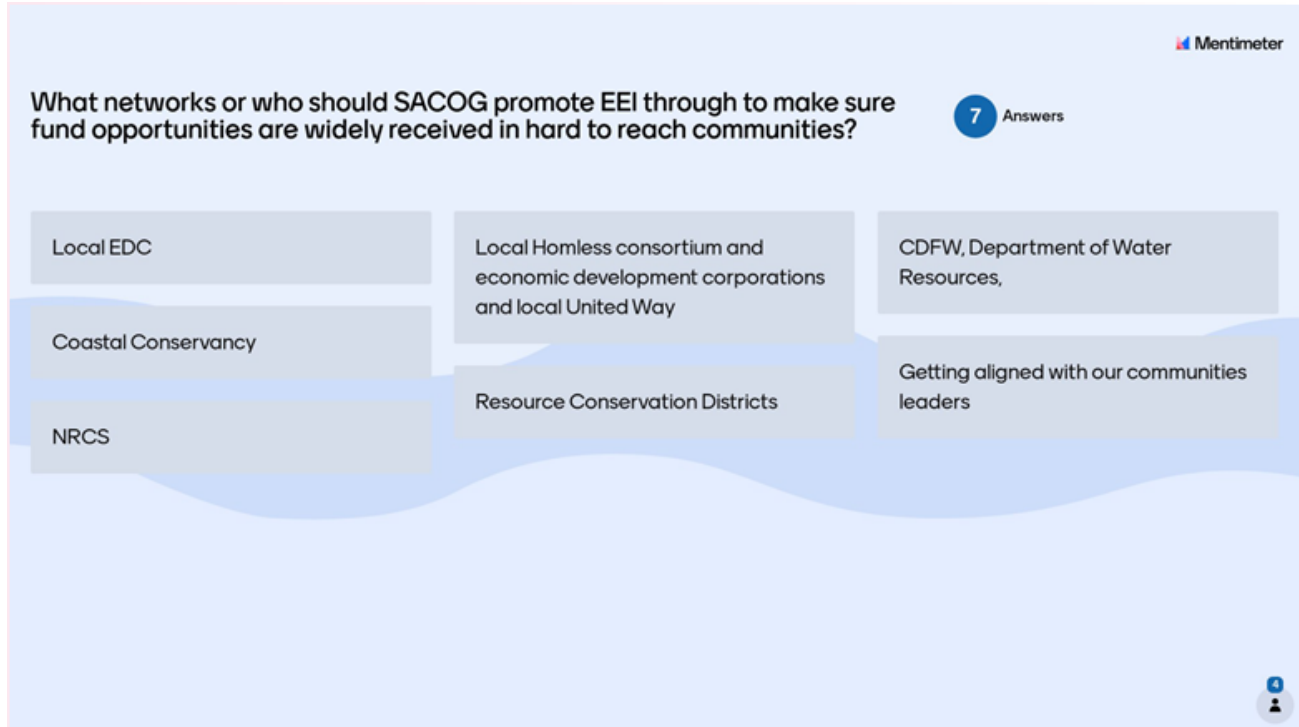 Mentimeter
What networks or who should SACOG promote EEI through to make sure
fund opportunities are widely received in hard to reach communities?
7 Answers
Local EDC
Coastal Conservancy
NRCS
Local Homless consortium and
economic development corporations
and local United Way
Resource Conservation Districts
CDFW, Department of Water
Resources,
Getting aligned with our communities
leaders
4